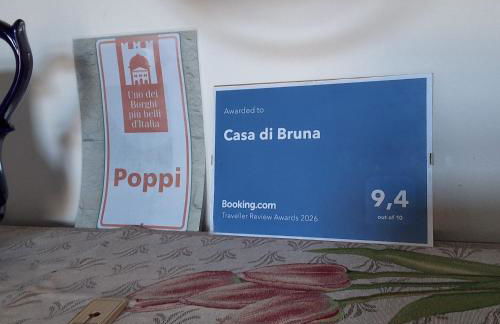 Uno dei
Borghi
più belli
d'Italia
Poppi
Awarded to
Casa di Bruna
Booking.com
Traveller Review Awards 2026
9,4
out of 10